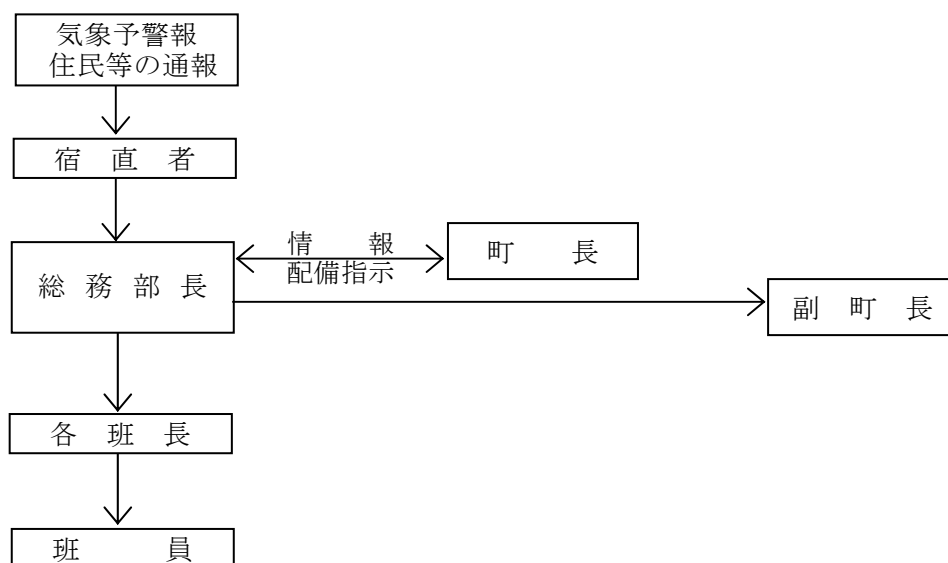 気象予警報
住民等の通報
宿直者
情報
配備指示
町長
総務部長
副町長
各班長
班員